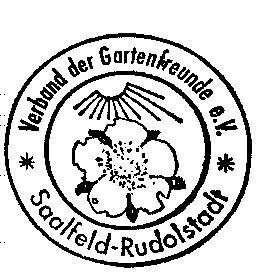 Verband der Gartenfreunde e.V.
* Saalfeld-Rudolstadt *